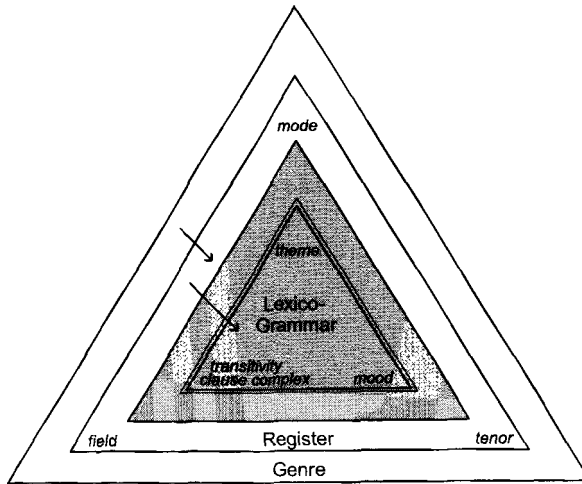 mode
theme
Lexico-
Grammar
transitivity
clause complex
mood
field
Register
tenor
Genre